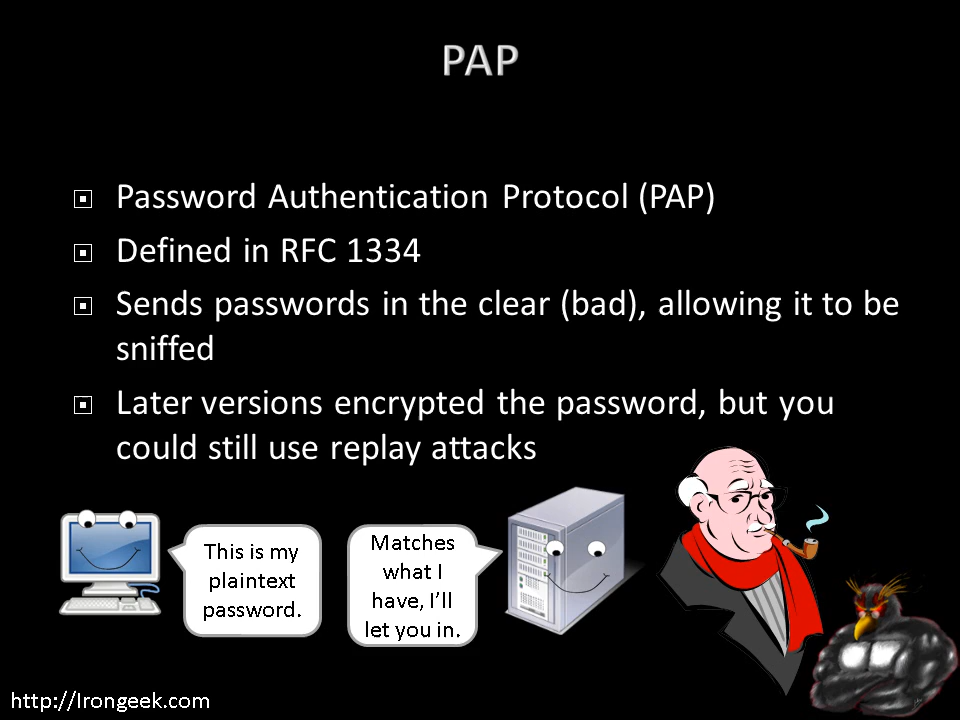 PAP
Password Authentication Protocol (PAP)
Defined in RFC 1334
Sends passwords in the clear (bad), allowing it to be
sniffed
Later versions encrypted the password, but you
could still use replay attacks
This is my
plaintext
password.
Matches
what I
have, I’ll
let you in.
http://Irongeek.com